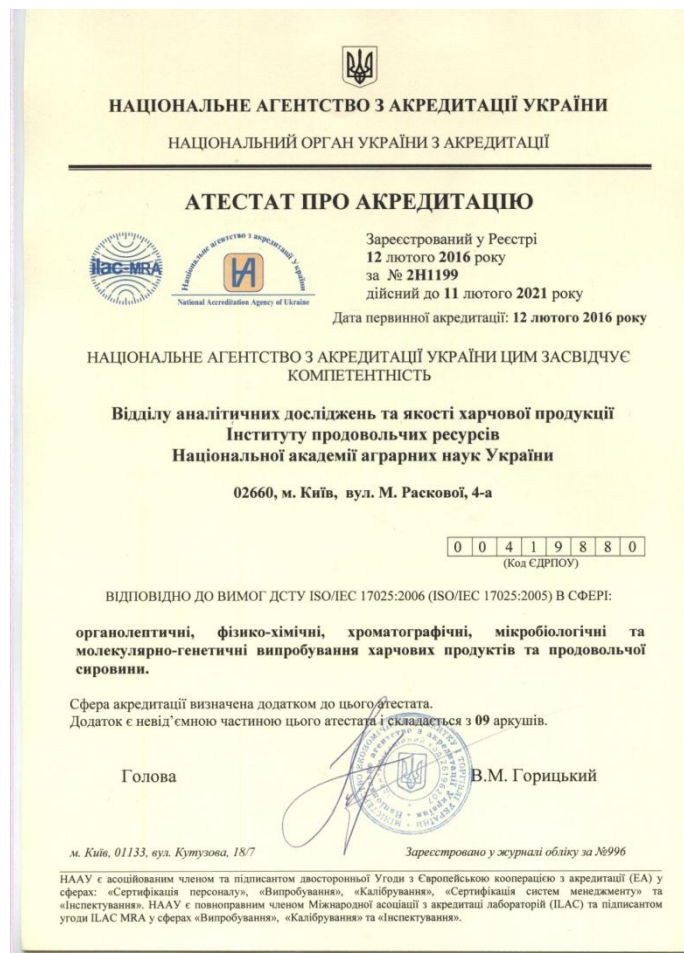 НАЦІОНАЛЬНЕ АГЕНТСТВО З АКРЕДИТАЦІЇ УКРАЇНИ
НАЦІОНАЛЬНИЙ ОРГАН УКРАЇНИ З АКРЕДИТАЦІЇ
АТЕСТАТ ПРО АКРЕДИТАЦІЮ
ilac-MRA
Національне агентство з акредитації України
National Accreditation Agency of Ukraine
Зареєстрований у Реєстрі
12 лютого 2016 року
за № 2Н1199
дійсний до 11 лютого 2021 року
Дата первинної акредитації: 12 лютого 2016 року
НАЦІОНАЛЬНЕ АГЕНТСТВО З АКРЕДИТАЦІЇ УКРАЇНИ ЦИМ ЗАСВІДЧУЄ
КОМПЕТЕНТНІСТЬ
Відділу аналітичних досліджень та якості харчової продукції
Інституту продовольчих ресурсів
Національної академії аграрних наук України
02660, м. Київ, вул. М. Раскової, 4-а
0 0 4 1 9 8 8 0
(Код ЄДРПОУ)
ВІДПОВІДНО ДО ВИМОГ ДСТУ ISO/IEC 17025:2006 (ISO/IEC 17025:2005) В СФЕРІ:
органолептичні, фізико-хімічні, хроматографічні, мікробіологічні та
молекулярно-генетичні випробування харчових продуктів та продовольчої
сировини.
Сфера акредитації визначена додатком до цього атестата.
Додаток є невід’ємною частиною цього атестата і складається з 09 аркушів.
Голова
В.М. Горицький
м. Київ, 01133, вул. Кутузова, 18/7
Зареєстровано у журналі обліку за №996
НААУ є асоційованим членом та підписантом двосторонньої Угоди з Європейською кооперацією з акредитації (ЕА) у
сферах: «Сертифікація персоналу», «Випробування», «Калібрування», «Сертифікація систем менеджменту» та
«Інспектування». НААУ є повноправним членом Міжнародної асоціації з акредитації лабораторій (ILAC) та підписантом
угоди ILAC MRA у сферах «Випробування», «Калібрування» та «Інспектування».